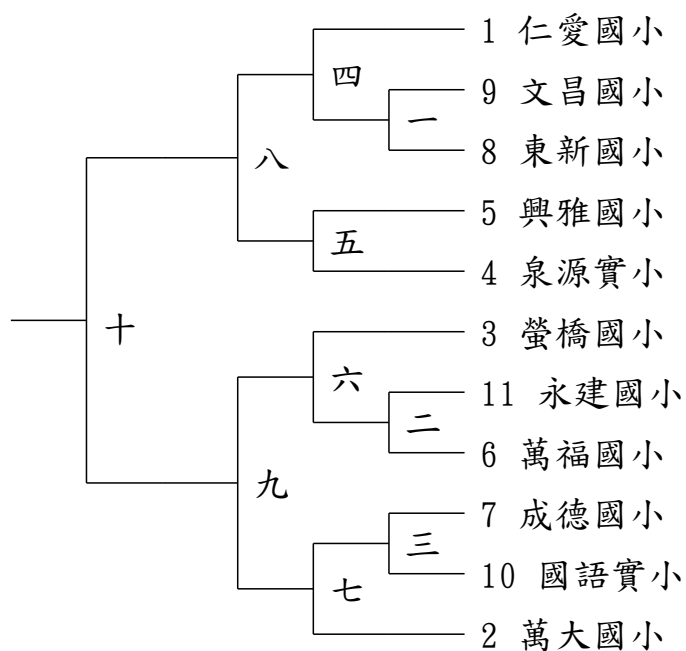 1 仁愛國小
四
9 文昌國小
一
8 東新國小
八
5 興雅國小
五
4 泉源實小
十
3 螢橋國小
六
11 永建國小
二
6 萬福國小
九
7 成德國小
三
10 國語實小
七
2 萬大國小